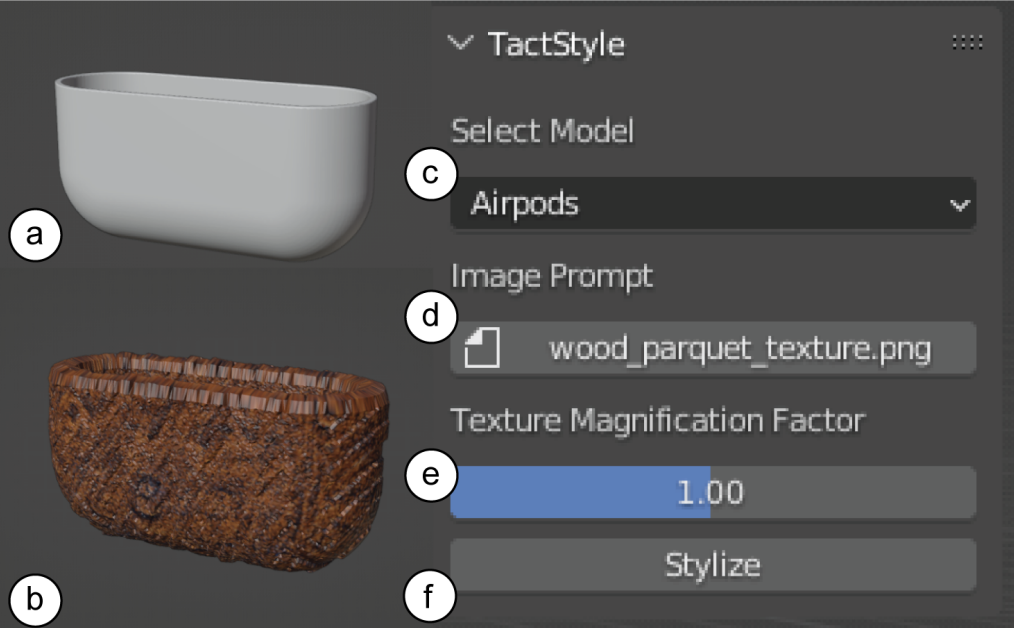 a
b
TactStyle
Select Model
c
Airpods
Image Prompt
d
wood_parquet_texture.png
Texture Magnification Factor
e
1.00
Stylize
f